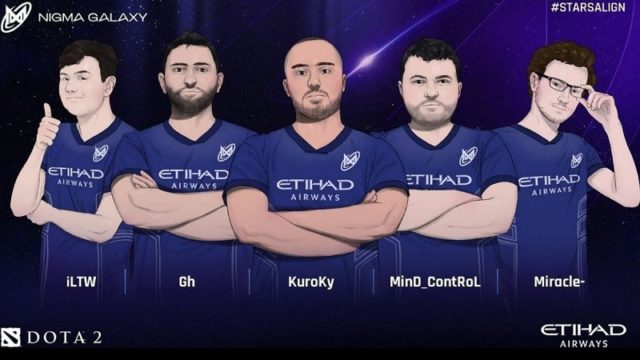 NIGMA GALAXY
#STARSALIGN
ETIHAD
AIRWAYS
ETIHAD
AIRWAYS
ETIHAD
AIRWAYS
ETIHAD
AIRWAYS
ETIHAD
AIRWAYS
iLTW
Gh
KuroKy
MinD_ContRoL
Miracle-
DOTA 2
ETIHAD
AIRWAYS